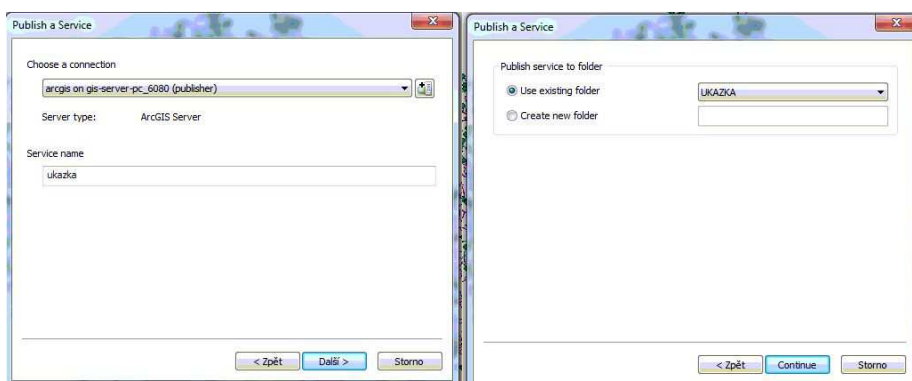 Publish a Service
Choose a connection
arcgis on gis-server-pc_6080 (publisher)
Server type: ArcGIS Server
Service name
ukazka
< Zpět Další > Storno
Publish a Service
Publish service to folder
Use existing folder UKAZKA
Create new folder
< Zpět Continue Storno